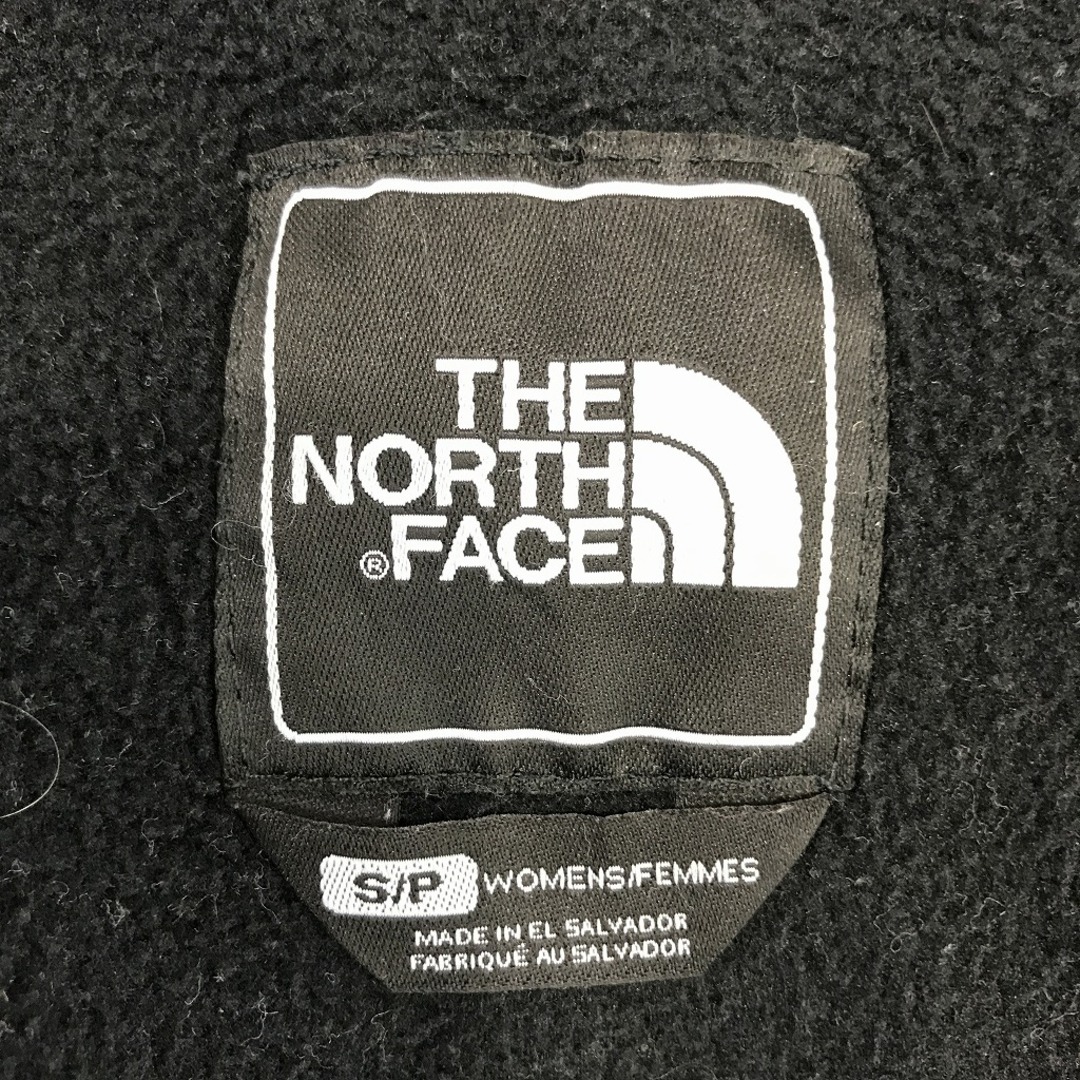 THE
NORTH
®FACE
S/P WOMENS/FEMMES
MADE IN EL SALVADOR
FABRIQUÉ AU SALVADOR